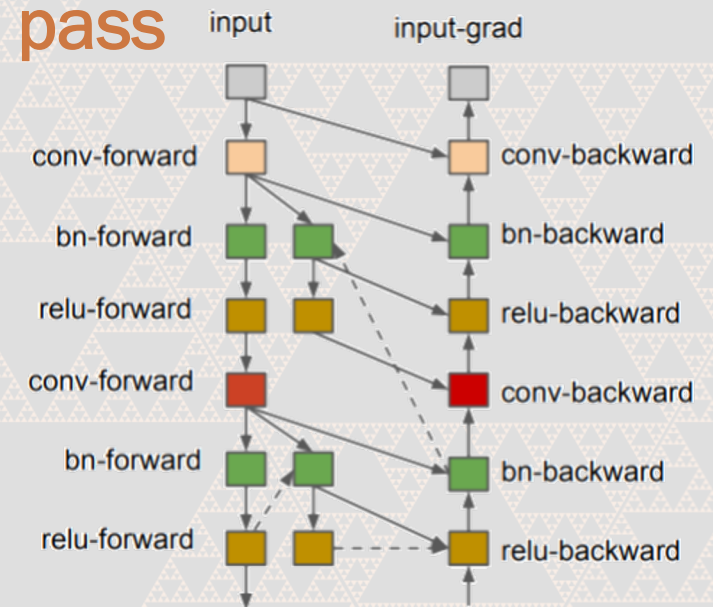 pass
input
input-grad
conv-forward
conv-backward
bn-forward
bn-backward
relu-forward
relu-backward
conv-forward
conv-backward
bn-forward
bn-backward
relu-forward
relu-backward